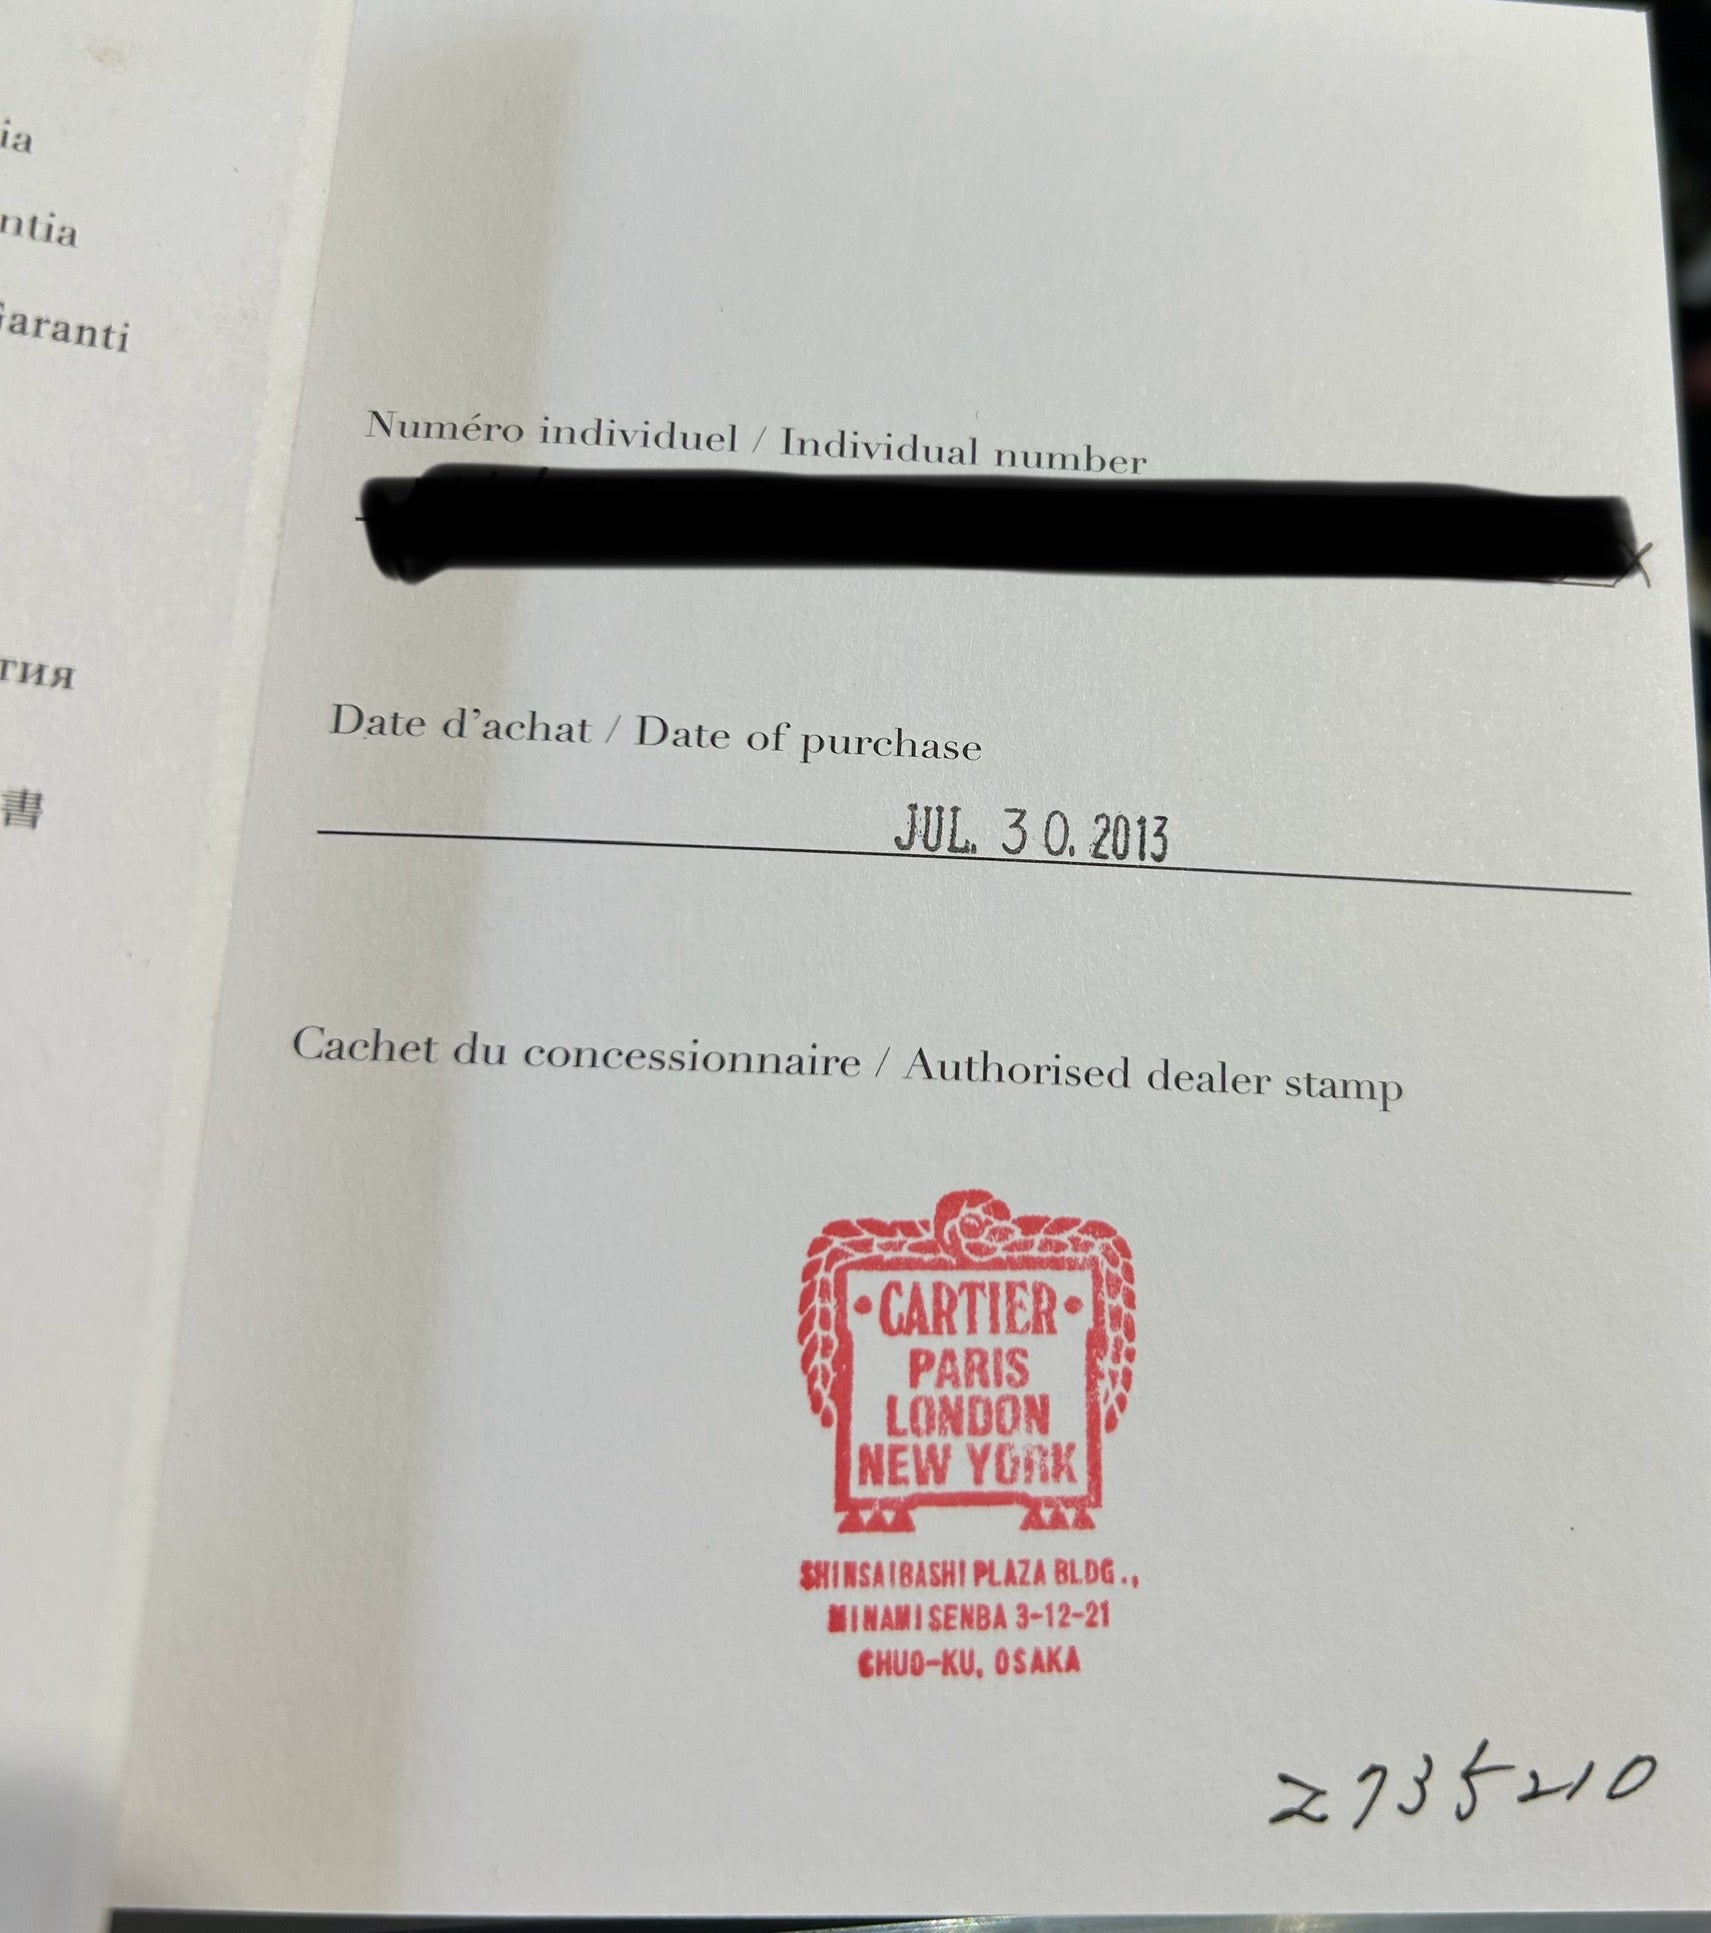 ia
ntia
Garanti
тия
書
Numéro individuel / Individual number
Date d'achat / Date of purchase
JUL. 30. 2013
Cachet du concessionnaire / Authorised dealer stamp
•CARTIER•
PARIS
LONDON
NEW YORK
SHINSAIBASHI PLAZA BLDG.,
MINAMISENBA 3-12-21
CHUO-KU, OSAKA
2735210